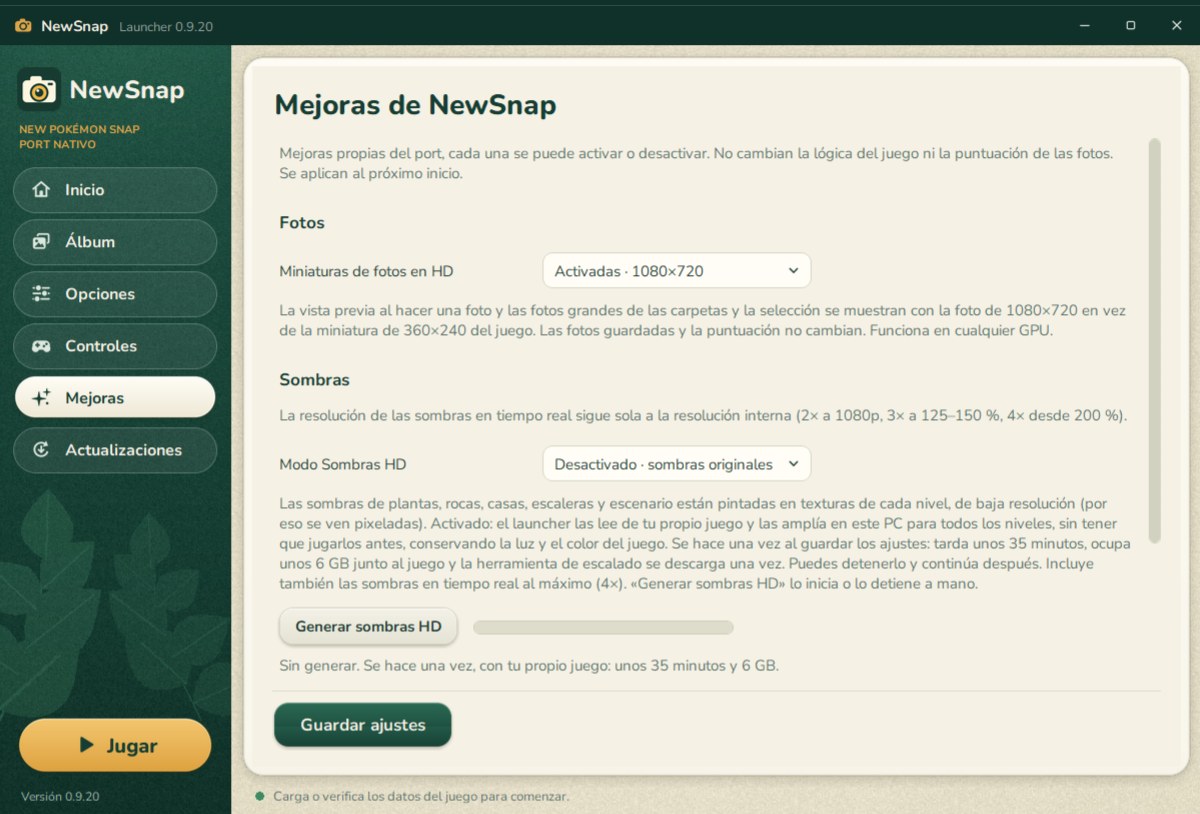 NewSnap Launcher 0.9.20
NewSnap
NEW POKÉMON SNAP
PORT NATIVO
Inicio
Álbum
Opciones
Controles
Mejoras
Actualizaciones
Jugar
Versión 0.9.20
Mejoras de NewSnap
Mejoras propias del port, cada una se puede activar o desactivar. No cambian la lógica del juego ni la puntuación de las fotos.
Se aplican al próximo inicio.
Fotos
Miniaturas de fotos en HD
Activadas · 1080×720
La vista previa al hacer una foto y las fotos grandes de las carpetas y la selección se muestran con la foto de 1080×720 en vez
de la miniatura de 360×240 del juego. Las fotos guardadas y la puntuación no cambian. Funciona en cualquier GPU.
Sombras
La resolución de las sombras en tiempo real sigue sola a la resolución interna (2× a 1080p, 3× a 125–150 %, 4× desde 200 %).
Modo Sombras HD
Desactivado · sombras originales
Las sombras de plantas, rocas, casas, escaleras y escenario están pintadas en texturas de cada nivel, de baja resolución (por
eso se ven pixeladas). Activado: el launcher las lee de tu propio juego y las amplía en este PC para todos los niveles, sin tener
que jugarlos antes, conservando la luz y el color del juego. Se hace una vez al guardar los ajustes: tarda unos 35 minutos, ocupa
unos 6 GB junto al juego y la herramienta de escalado se descarga una vez. Puedes detenerlo y continúa después. Incluye
también las sombras en tiempo real al máximo (4×). «Generar sombras HD» lo inicia o lo detiene a mano.
Generar sombras HD
Sin generar. Se hace una vez, con tu propio juego: unos 35 minutos y 6 GB.
Guardar ajustes
Carga o verifica los datos del juego para comenzar.